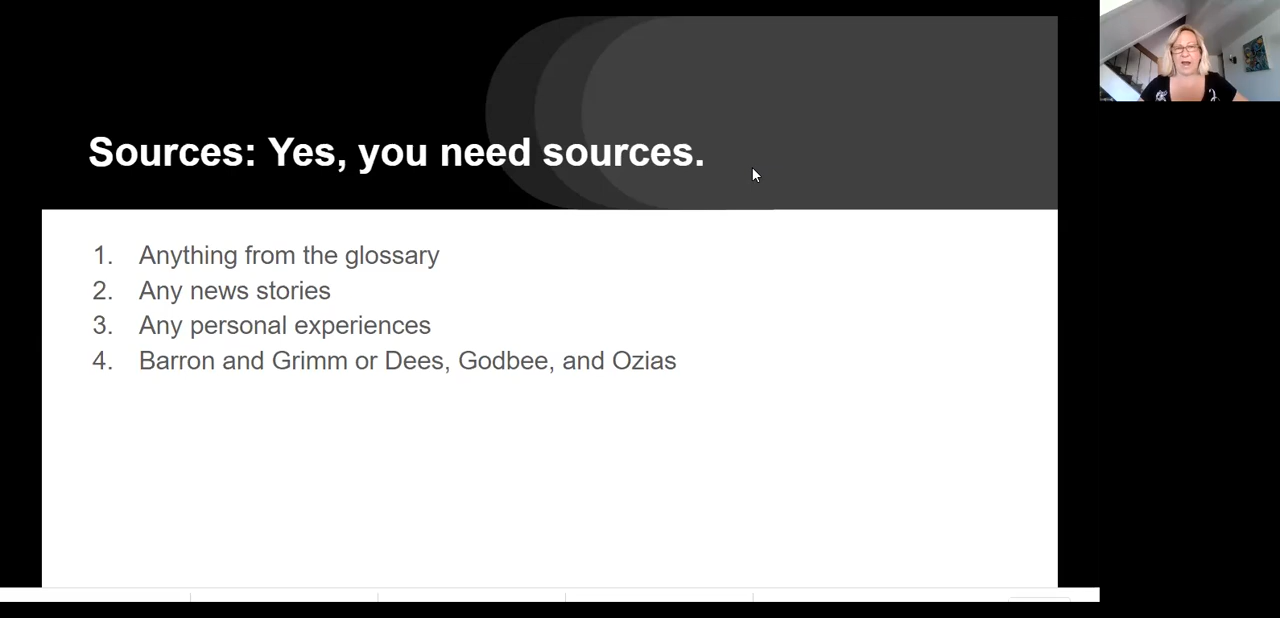 Sources: Yes, you need sources.
1. Anything from the glossary
2. Any news stories
3. Any personal experiences
4. Barron and Grimm or Dees, Godbee, and Ozias